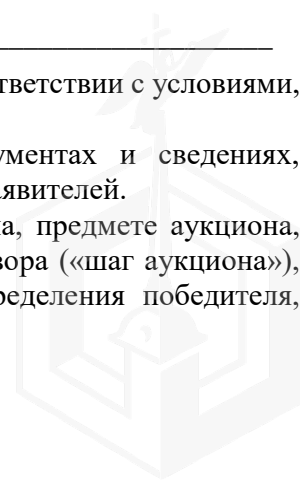 ответствии с условиями,
ументах и сведениях,
явителей.
а, предмете аукциона,
вора («шаг аукциона»),
ределения победителя,